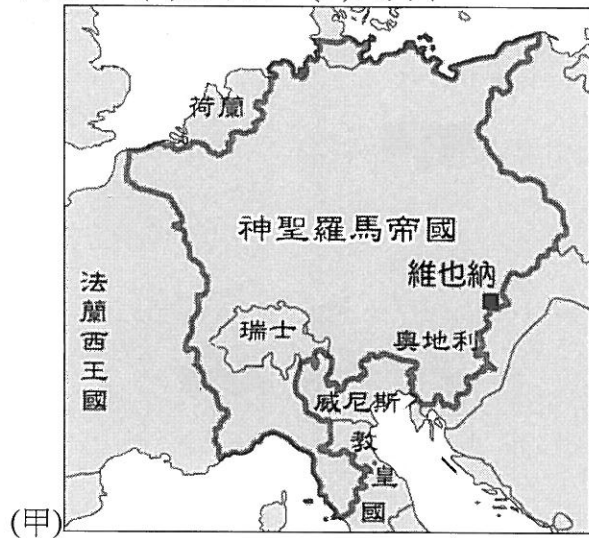 荷蘭
神聖羅馬帝國
維也納
法蘭西王國
瑞士
奧地利
威尼斯
教皇國
(甲)